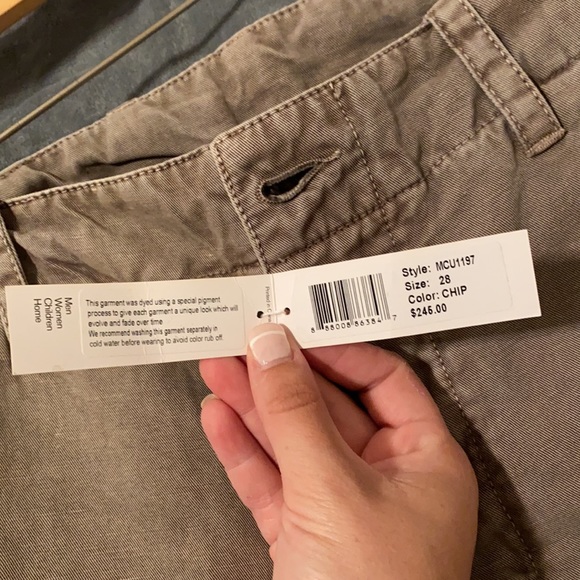 Men
Women
Children
Home
This garment was dyed using a special pigment
process to give each garment a unique look which will
evolve and fade over time
We recommend washing this garment separately in
cold water before wearing to avoid color rub off.
Style: MCU1197
Size: 28
Color: CHIP
$245.00